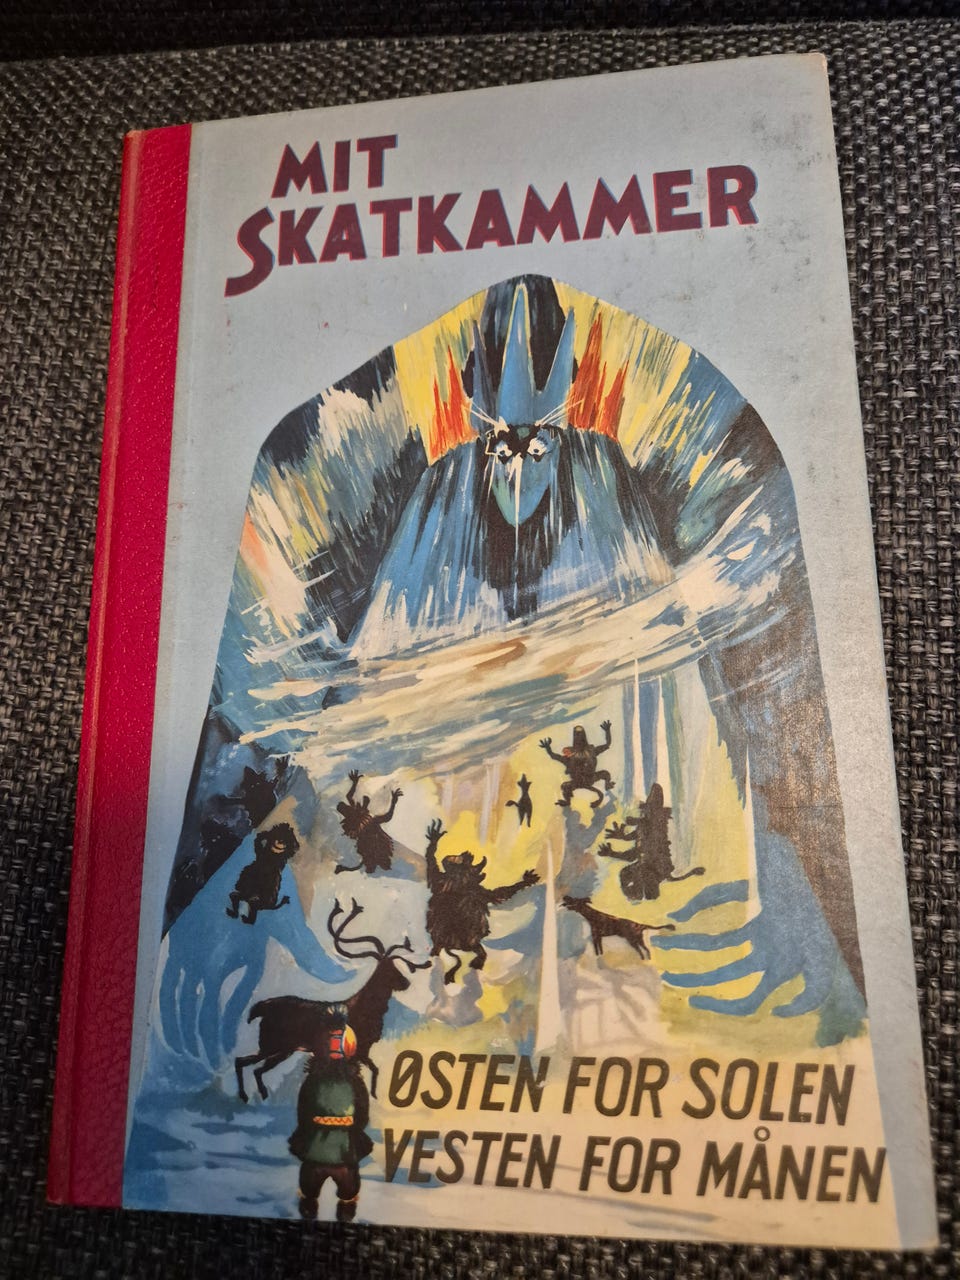 MIT
SKATKAMMER
ØSTEN FOR SOLEN
VESTEN FOR MÅNEN